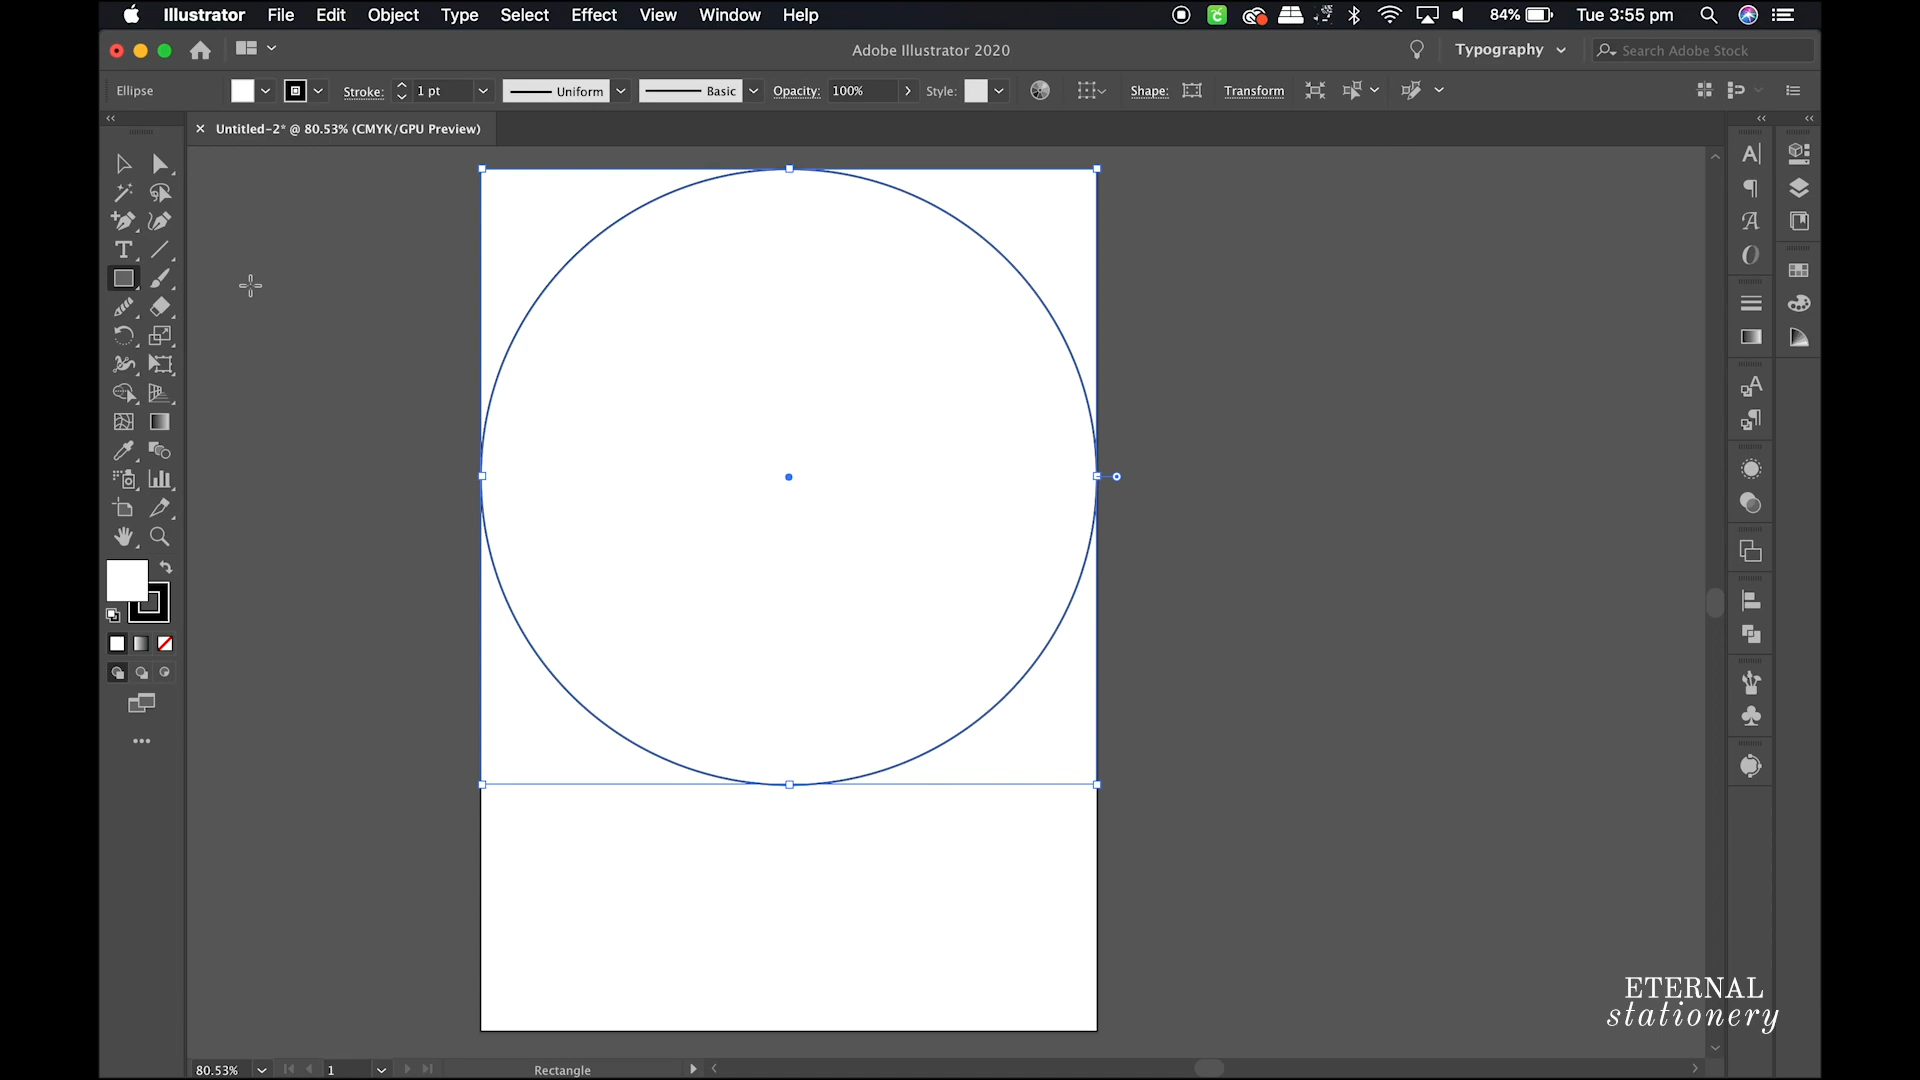 Illustrator File Edit Object Type Select Effect View Window Help 84% Tue 3:55 pm
Adobe Illustrator 2020 Typography Search Adobe Stock
Ellipse Stroke: 1 pt Uniform Basic Opacity: 100% Style: Shape: Transform
Untitled-2* @ 80.53% (CMYK/GPU Preview)
ETERNAL
stationery
80.53% 1 Rectangle